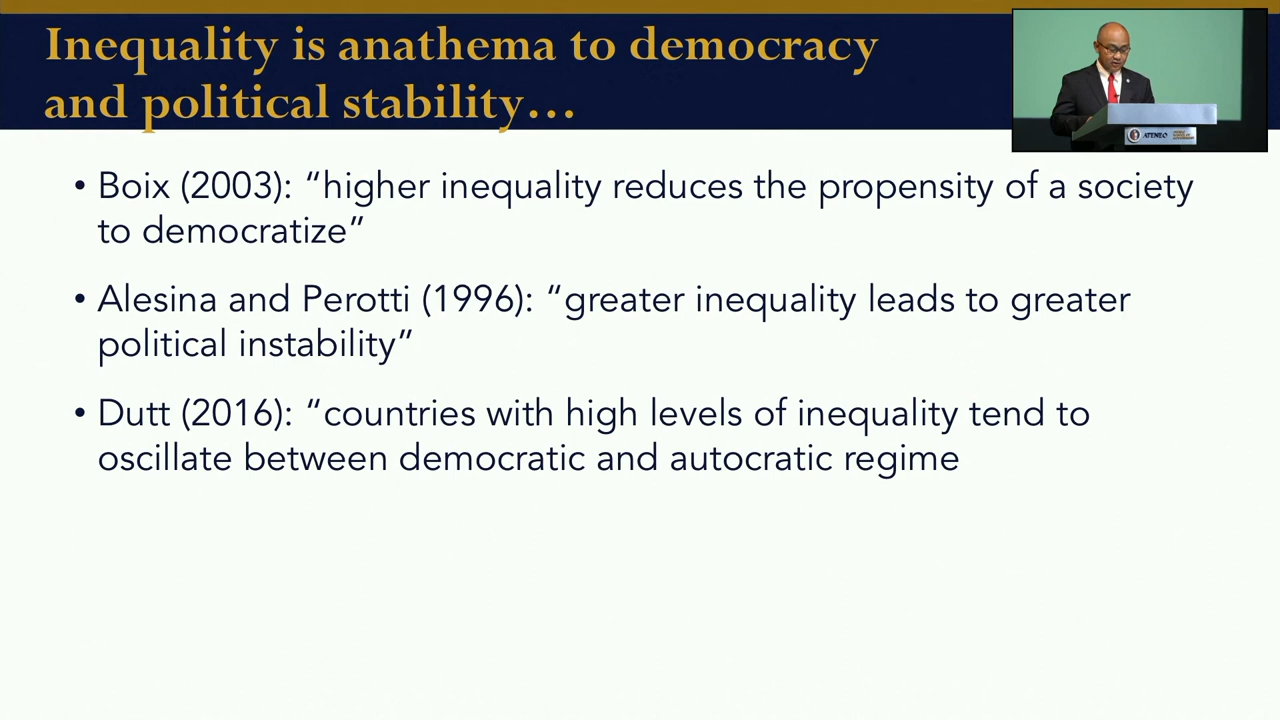 Inequality is anathema to democracy
and political stability…
• Boix (2003): “higher inequality reduces the propensity of a society
to democratize”
• Alesina and Perotti (1996): “greater inequality leads to greater
political instability”
• Dutt (2016): “countries with high levels of inequality tend to
oscillate between democratic and autocratic regime
ATENEO